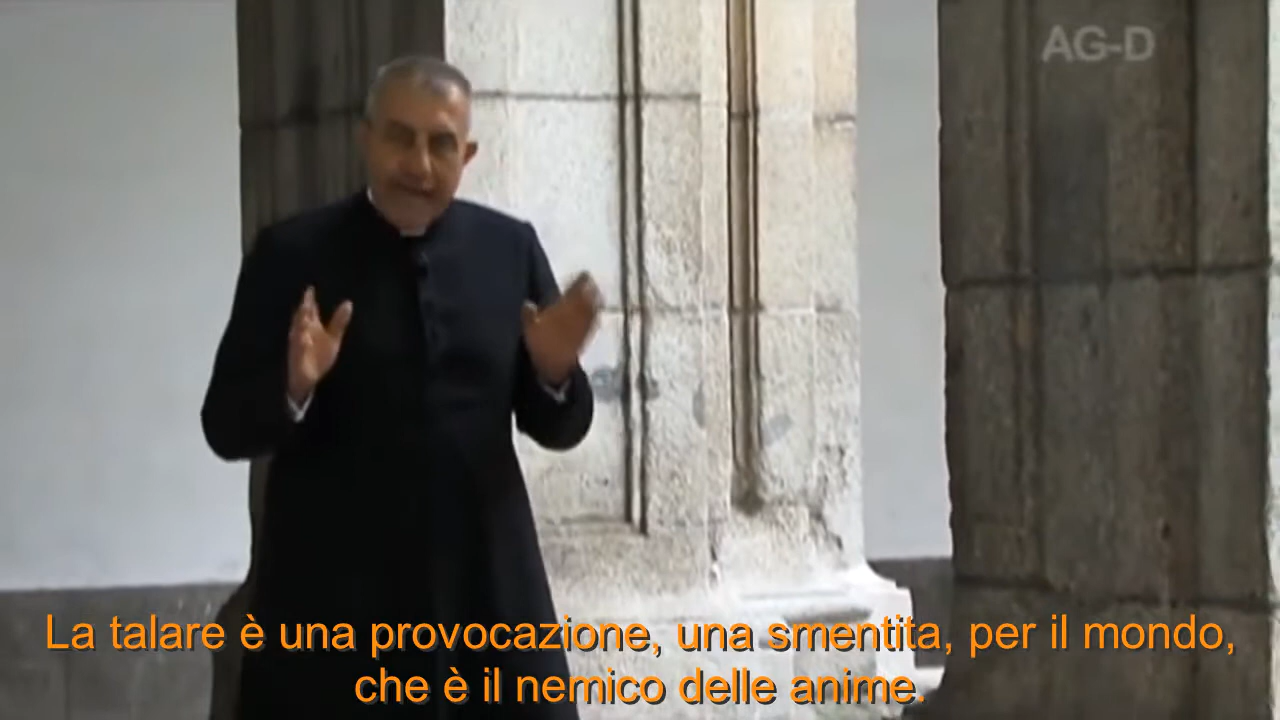 AG-D
La talare è una provocazione, una smentita, per il mondo,
che è il nemico delle anime.